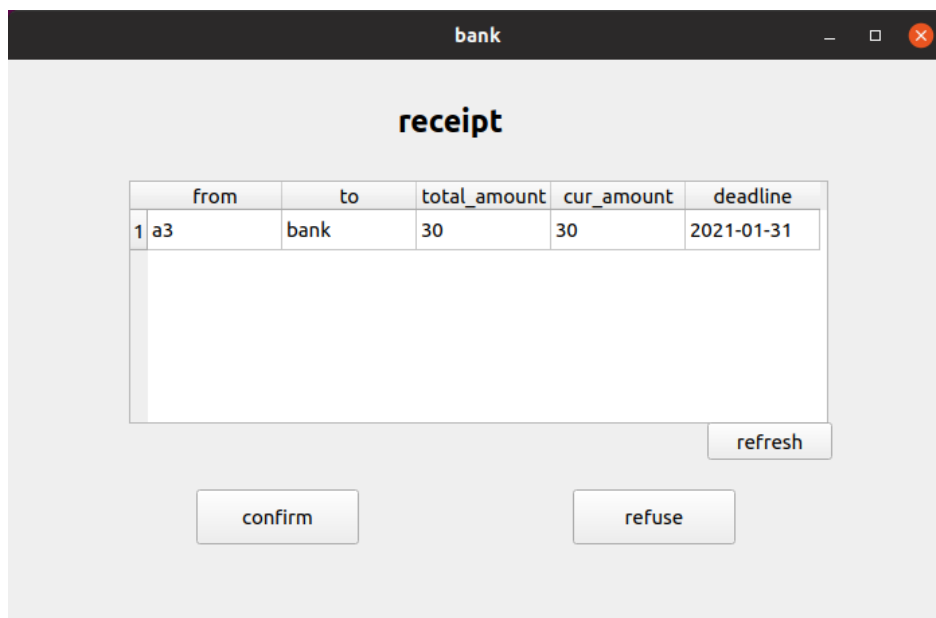 bank
receipt
from to total_amount cur_amount deadline
1 a3 bank 30 30 2021-01-31
refresh
confirm refuse